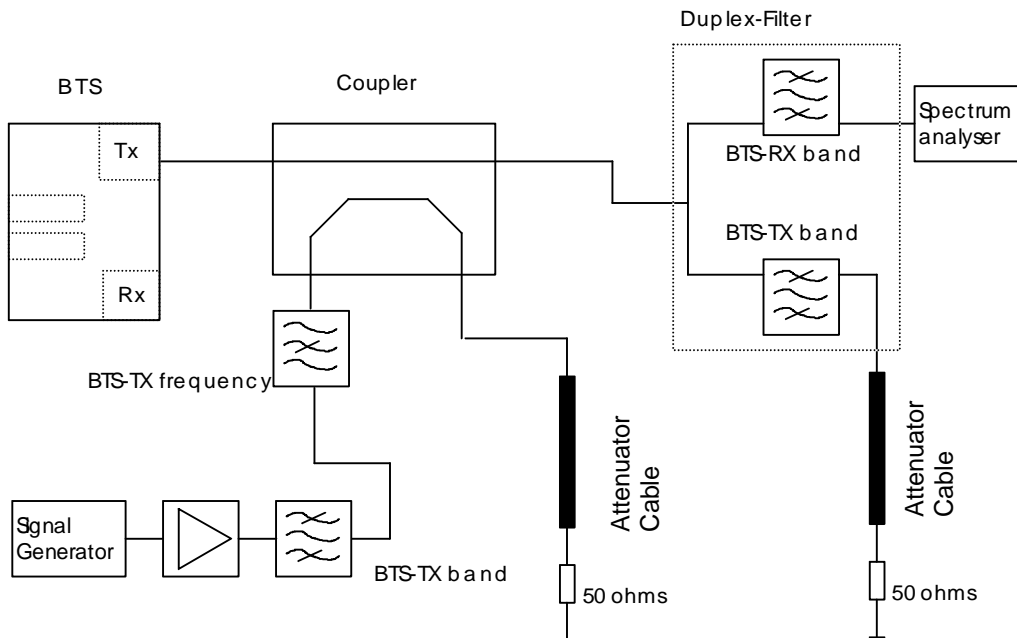 Duplex-Filter
BTS
Coupler
Tx
Rx
Spectrum
analyser
BTS-RX band
BTS-TX band
BTS-TX frequency
Signal
Generator
BTS-TX band
Attenuator
Cable
50 ohms
Attenuator
Cable
50 ohms